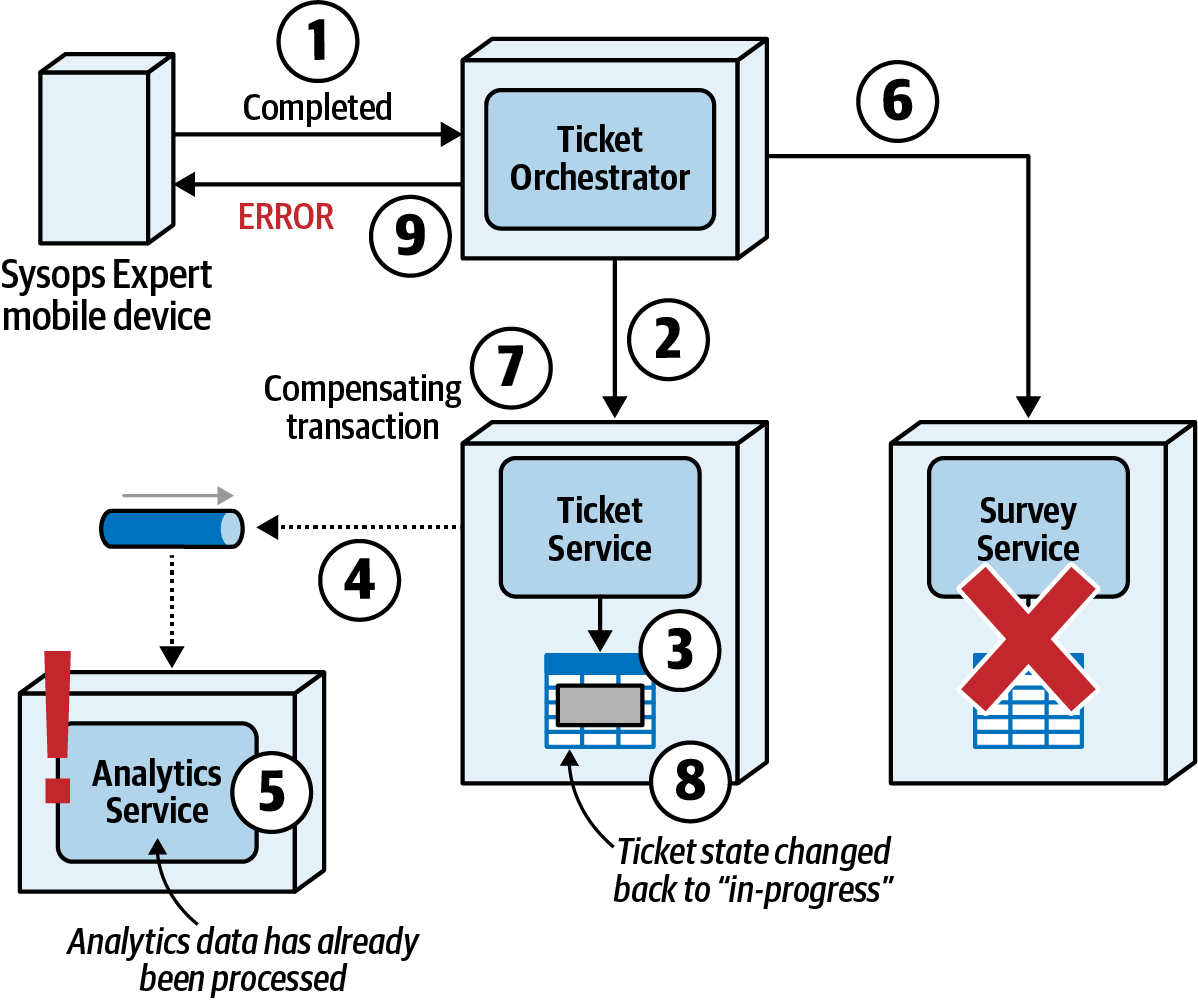 1
Completed
Ticket
Orchestrator
6
ERROR
9
Sysops Expert
mobile device
2
7
Compensating
transaction
Ticket
Service
Survey
Service
4
3
Analytics
Service
5
8
Ticket state changed
back to “in-progress”
Analytics data has already
been processed